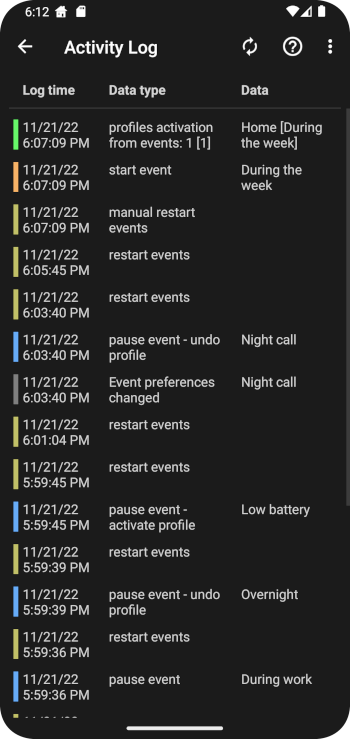 6:12
Activity Log
Log time Data type Data
11/21/22 profiles activation Home [During
6:07:09 PM from events: 1 [1] the week]
11/21/22 start event During the
6:07:09 PM week
11/21/22 manual restart
6:07:09 PM events
11/21/22 restart events
6:05:45 PM
11/21/22 restart events
6:03:40 PM
11/21/22 pause event - undo Night call
6:03:40 PM profile
11/21/22 Event preferences Night call
6:03:40 PM changed
11/21/22 restart events
6:01:04 PM
11/21/22 restart events
5:59:45 PM
11/21/22 pause event - Low battery
5:59:45 PM activate profile
11/21/22 restart events
5:59:39 PM
11/21/22 pause event - undo Overnight
5:59:39 PM profile
11/21/22 restart events
5:59:36 PM
11/21/22 pause event During work
5:59:36 PM